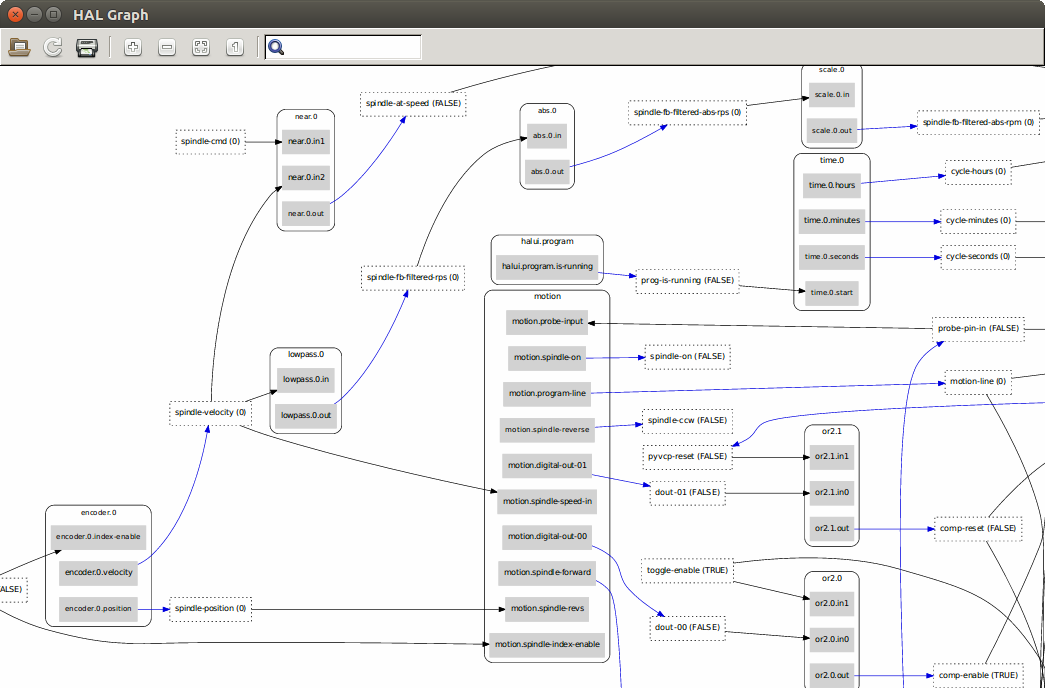 HAL Graph
1
scale.0
scale.0.in
scale.0.out
spindle-at-speed (FALSE)
near.0
near.0.in1
near.0.in2
near.0.out
spindle-cmd (0)
abs.0
abs.0.in
abs.0.out
spindle-fb-filtered-abs-rps (0)
spindle-fb-filtered-abs-rpm (0)
time.0
time.0.hours
time.0.minutes
time.0.seconds
time.0.start
cycle-hours (0)
cycle-minutes (0)
cycle-seconds (0)
halui.program
halui.program.is-running
prog-is-running (FALSE)
spindle-fb-filtered-rps (0)
motion
motion.probe-input
motion.spindle-on
motion.program-line
motion.spindle-reverse
motion.digital-out-01
motion.spindle-speed-in
motion.digital-out-00
motion.spindle-forward
motion.spindle-revs
motion.spindle-index-enable
probe-pin-in (FALSE)
spindle-on (FALSE)
motion-line (0)
lowpass.0
lowpass.0.in
lowpass.0.out
spindle-velocity (0)
spindle-ccw (FALSE)
pyvcp-reset (FALSE)
dout-01 (FALSE)
or2.1
or2.1.in1
or2.1.in0
or2.1.out
comp-reset (FALSE)
encoder.0
encoder.0.index-enable
encoder.0.velocity
encoder.0.position
ALSE)
spindle-position (0)
toggle-enable (TRUE)
dout-00 (FALSE)
or2.0
or2.0.in1
or2.0.in0
or2.0.out
comp-enable (TRUE)